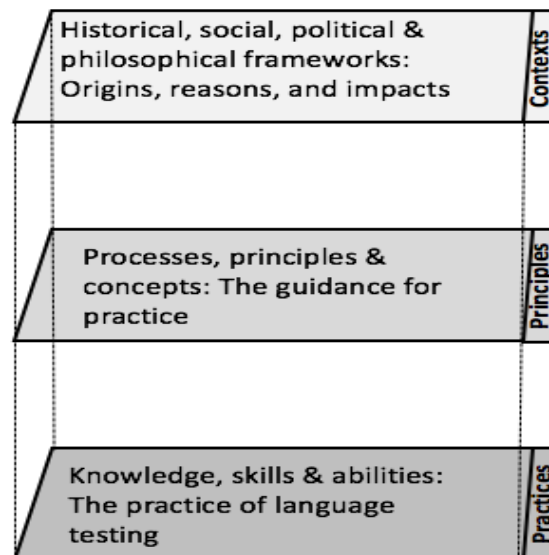 Historical, social, political &
philosophical frameworks:
Origins, reasons, and impacts
Contexts
Processes, principles &
concepts: The guidance for
practice
Principles
Knowledge, skills & abilities:
The practice of language
testing
Practices